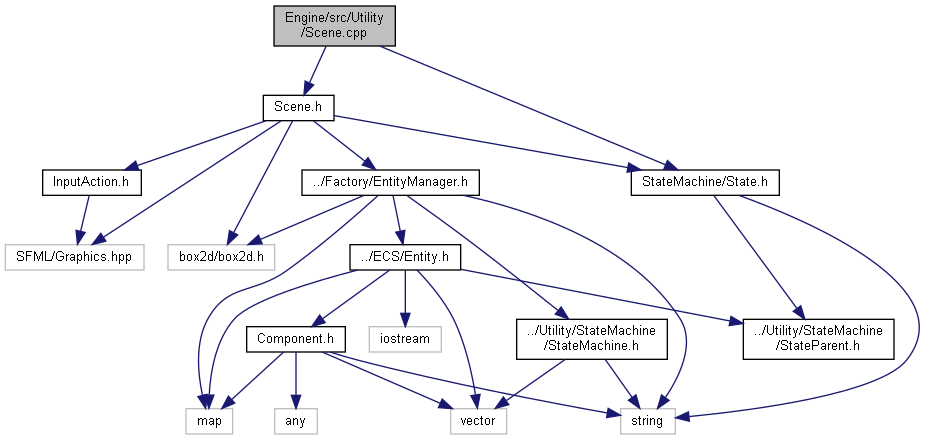 Engine/src/Utility
/Scene.cpp
Scene.h
InputAction.h
../Factory/EntityManager.h
StateMachine/State.h
SFML/Graphics.hpp
box2d/box2d.h
../ECS/Entity.h
Component.h
iostream
../Utility/StateMachine
/StateMachine.h
../Utility/StateMachine
/StateParent.h
map
any
vector
string